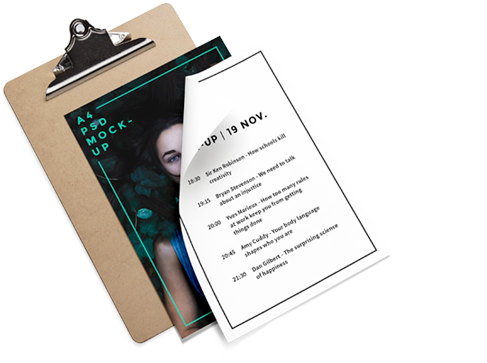 A4
PSD
MOCK-
UP
UP | 19 NOV.
18:30 Sir Ken Robinson - How schools kill
creativity
19:15 Bryan Stevenson - We need to talk
about an injustice
20:00 Yves Morieux - How too many rules
at work keep you from getting
things done
20:45 Amy Cuddy - Your body language
shapes who you are
21:30 Dan Gilbert - The surprising science
of happiness